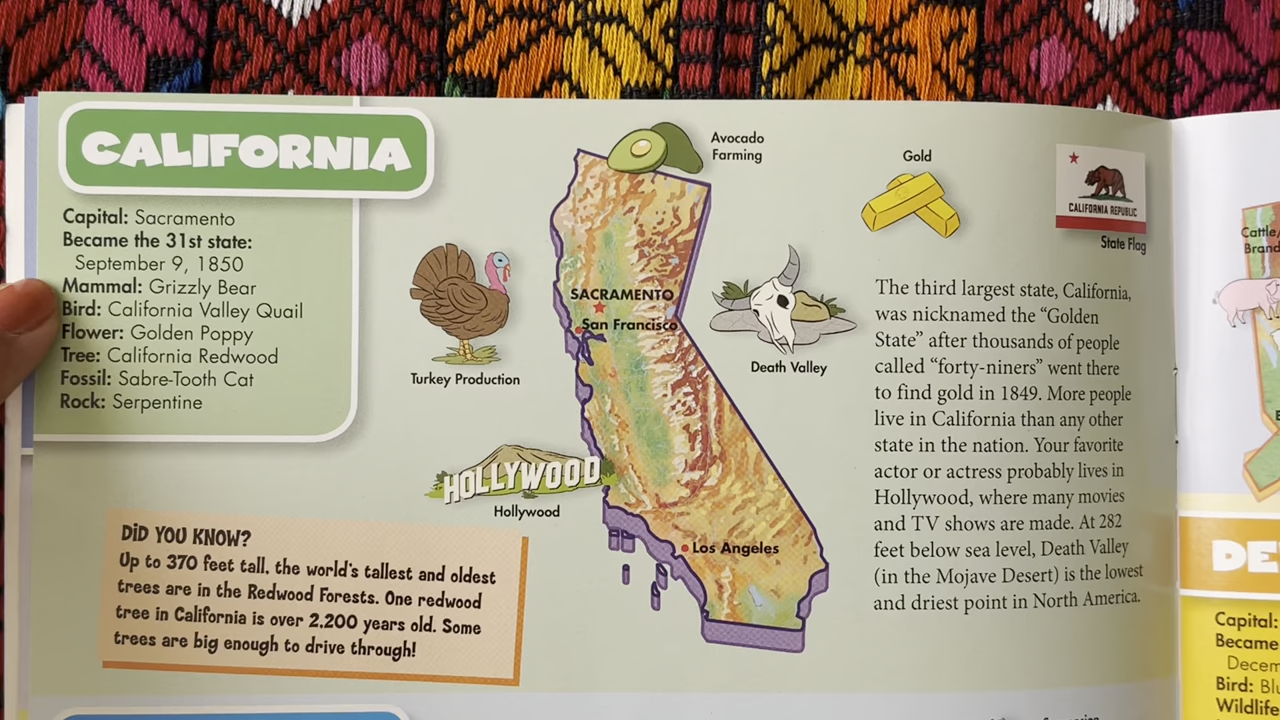 CALIFORNIA
Capital: Sacramento
Became the 31st state:
September 9, 1850
Mammal: Grizzly Bear
Bird: California Valley Quail
Flower: Golden Poppy
Tree: California Redwood
Fossil: Sabre-Tooth Cat
Rock: Serpentine
Turkey Production
HOLLYWOOD
Hollywood
DiD YOU KNOW?
Up to 370 feet tall, the world's tallest and oldest
trees are in the Redwood Forests. One redwood
tree in California is over 2,200 years old. Some
trees are big enough to drive through!
Avocado
Farming
SACRAMENTO
San Francisco
Los Angeles
Death Valley
Gold
CALIFORNIA REPUBLIC
State Flag
The third largest state, California,
was nicknamed the “Golden
State” after thousands of people
called “forty-niners” went there
to find gold in 1849. More people
live in California than any other
state in the nation. Your favorite
actor or actress probably lives in
Hollywood, where many movies
and TV shows are made. At 282
feet below sea level, Death Valley
(in the Mojave Desert) is the lowest
and driest point in North America.
Cattle/
Brand
DE
Capital:
Became
Decem
Bird: Blu
Wildlife